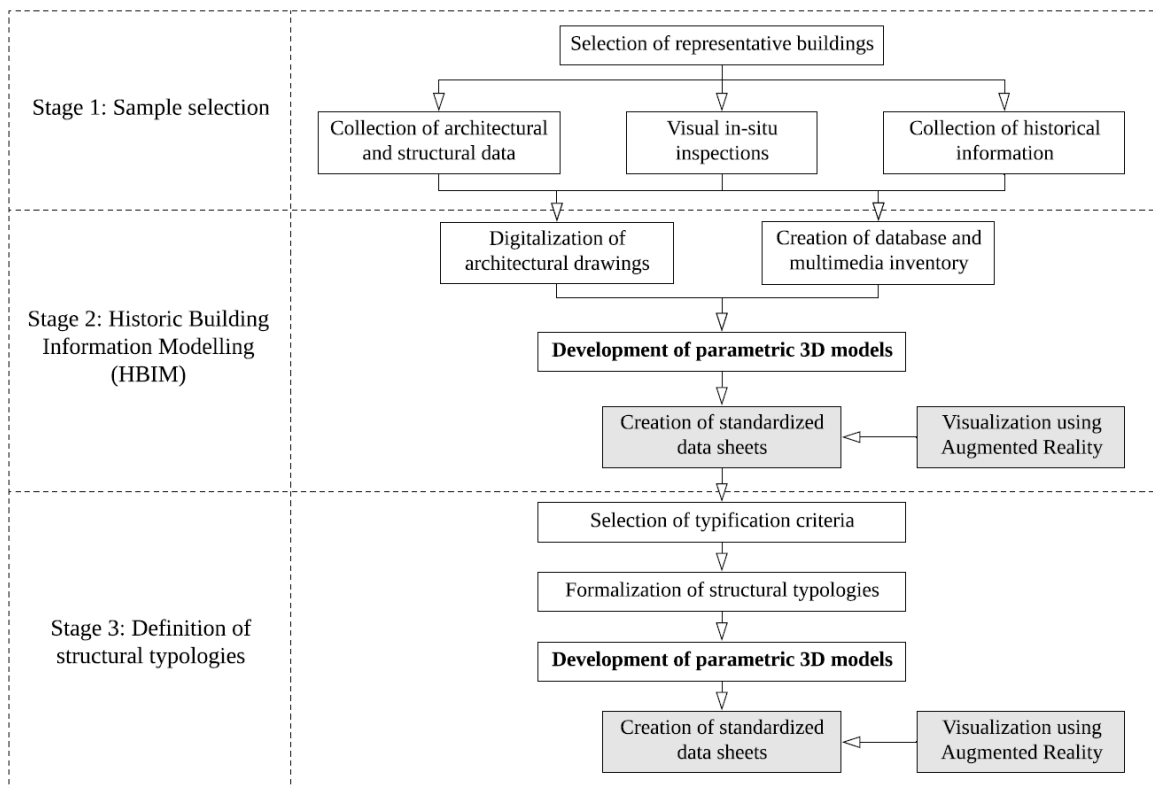 Stage 1: Sample selection
Selection of representative buildings
Collection of architectural
and structural data
Visual in-situ
inspections
Collection of historical
information
Stage 2: Historic Building
Information Modelling
(HBIM)
Digitalization of
architectural drawings
Creation of database and
multimedia inventory
Development of parametric 3D models
Creation of standardized
data sheets
Visualization using
Augmented Reality
Stage 3: Definition of
structural typologies
Selection of typification criteria
Formalization of structural typologies
Development of parametric 3D models
Creation of standardized
data sheets
Visualization using
Augmented Reality